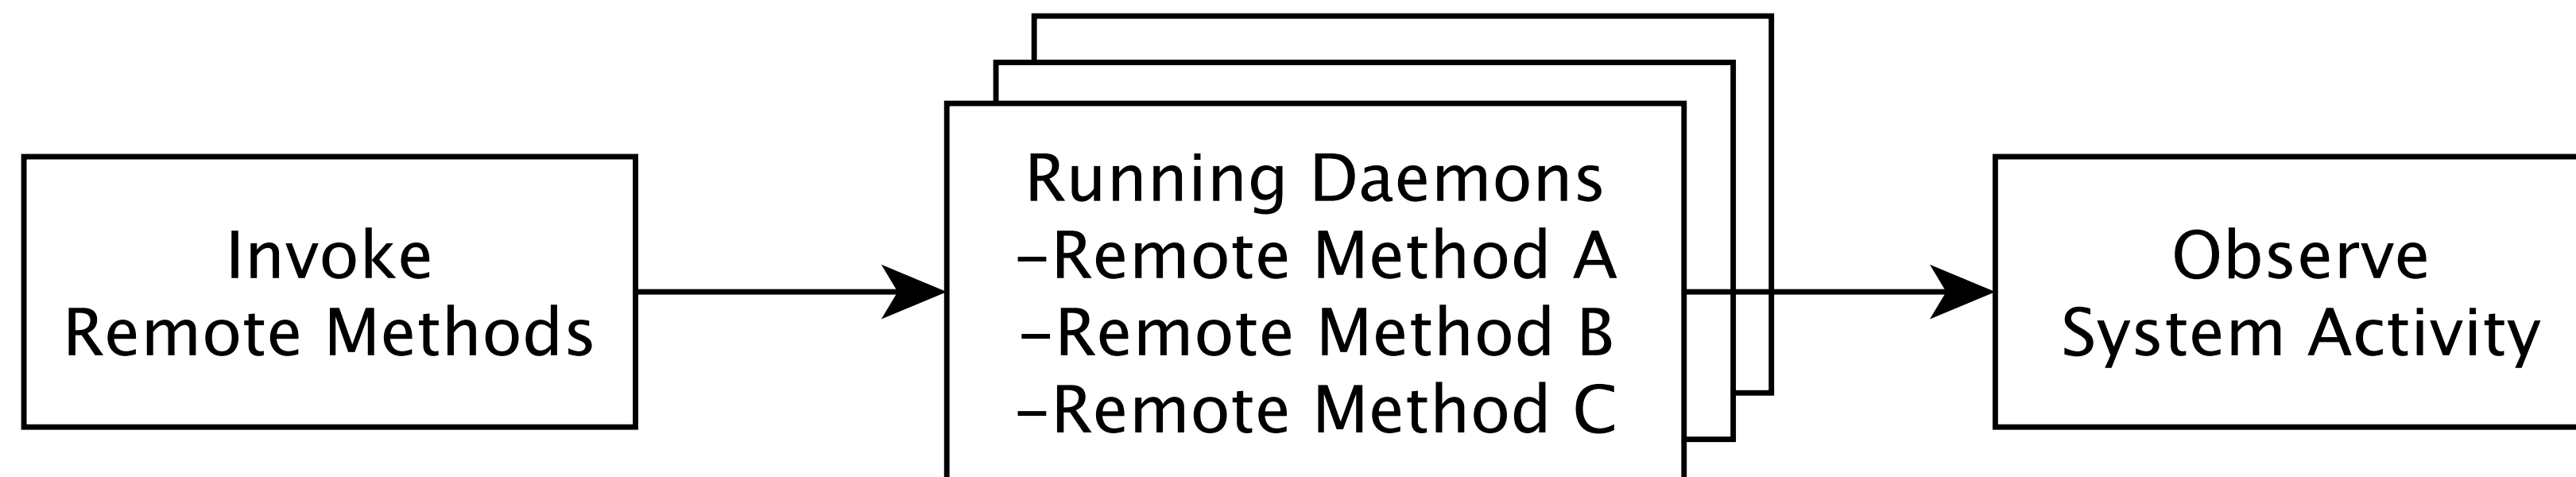 Invoke
Remote Methods
Running Daemons
–Remote Method A
–Remote Method B
–Remote Method C
Observe
System Activity